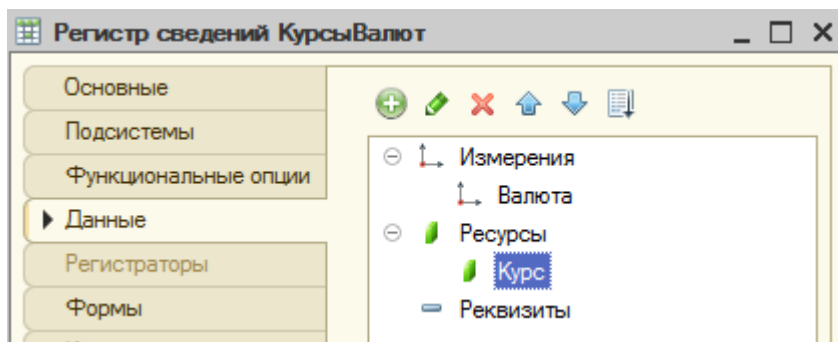 Регистр сведений КурсыВалют
Основные
Подсистемы
Функциональные опции
Данные
Регистраторы
Формы
Измерения
Валюта
Ресурсы
Курс
Реквизиты